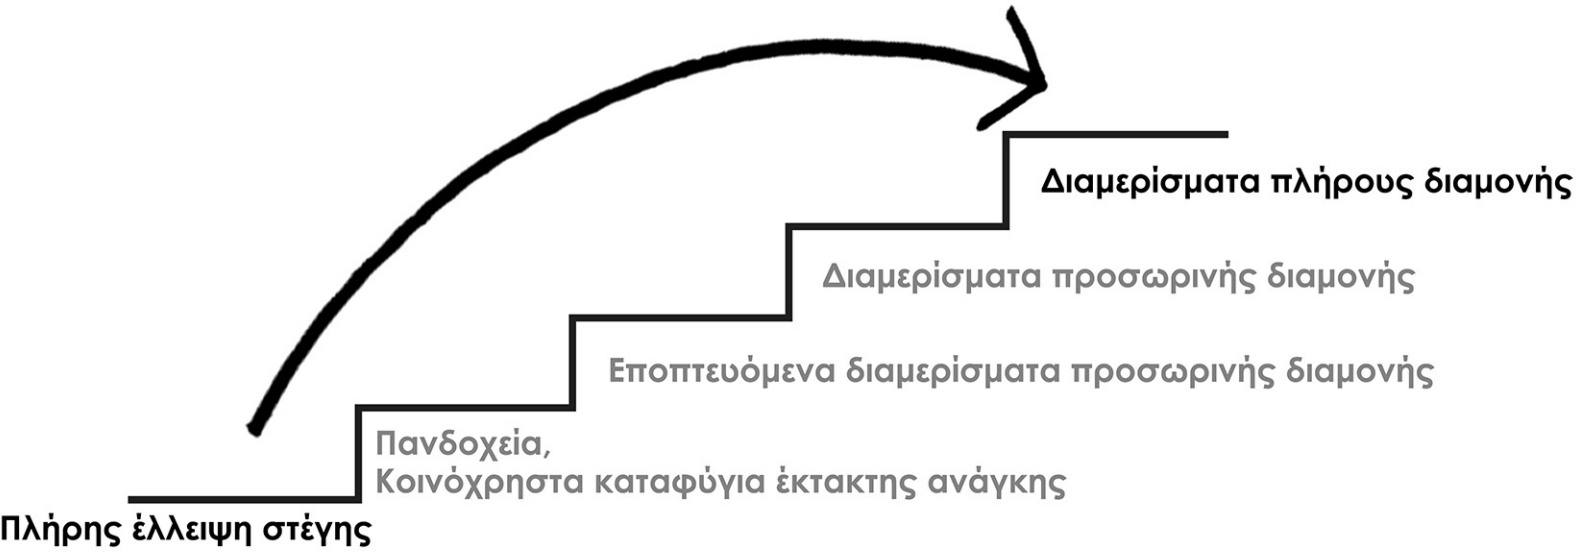 Διαμερίσματα πλήρους διαμονής
Διαμερίσματα προσωρινής διαμονής
Εποπτευόμενα διαμερίσματα προσωρινής διαμονής
Πανδοχεία,
Κοινόχρηστα καταφύγια έκτακτης ανάγκης
Πλήρης έλλειψη στέγης